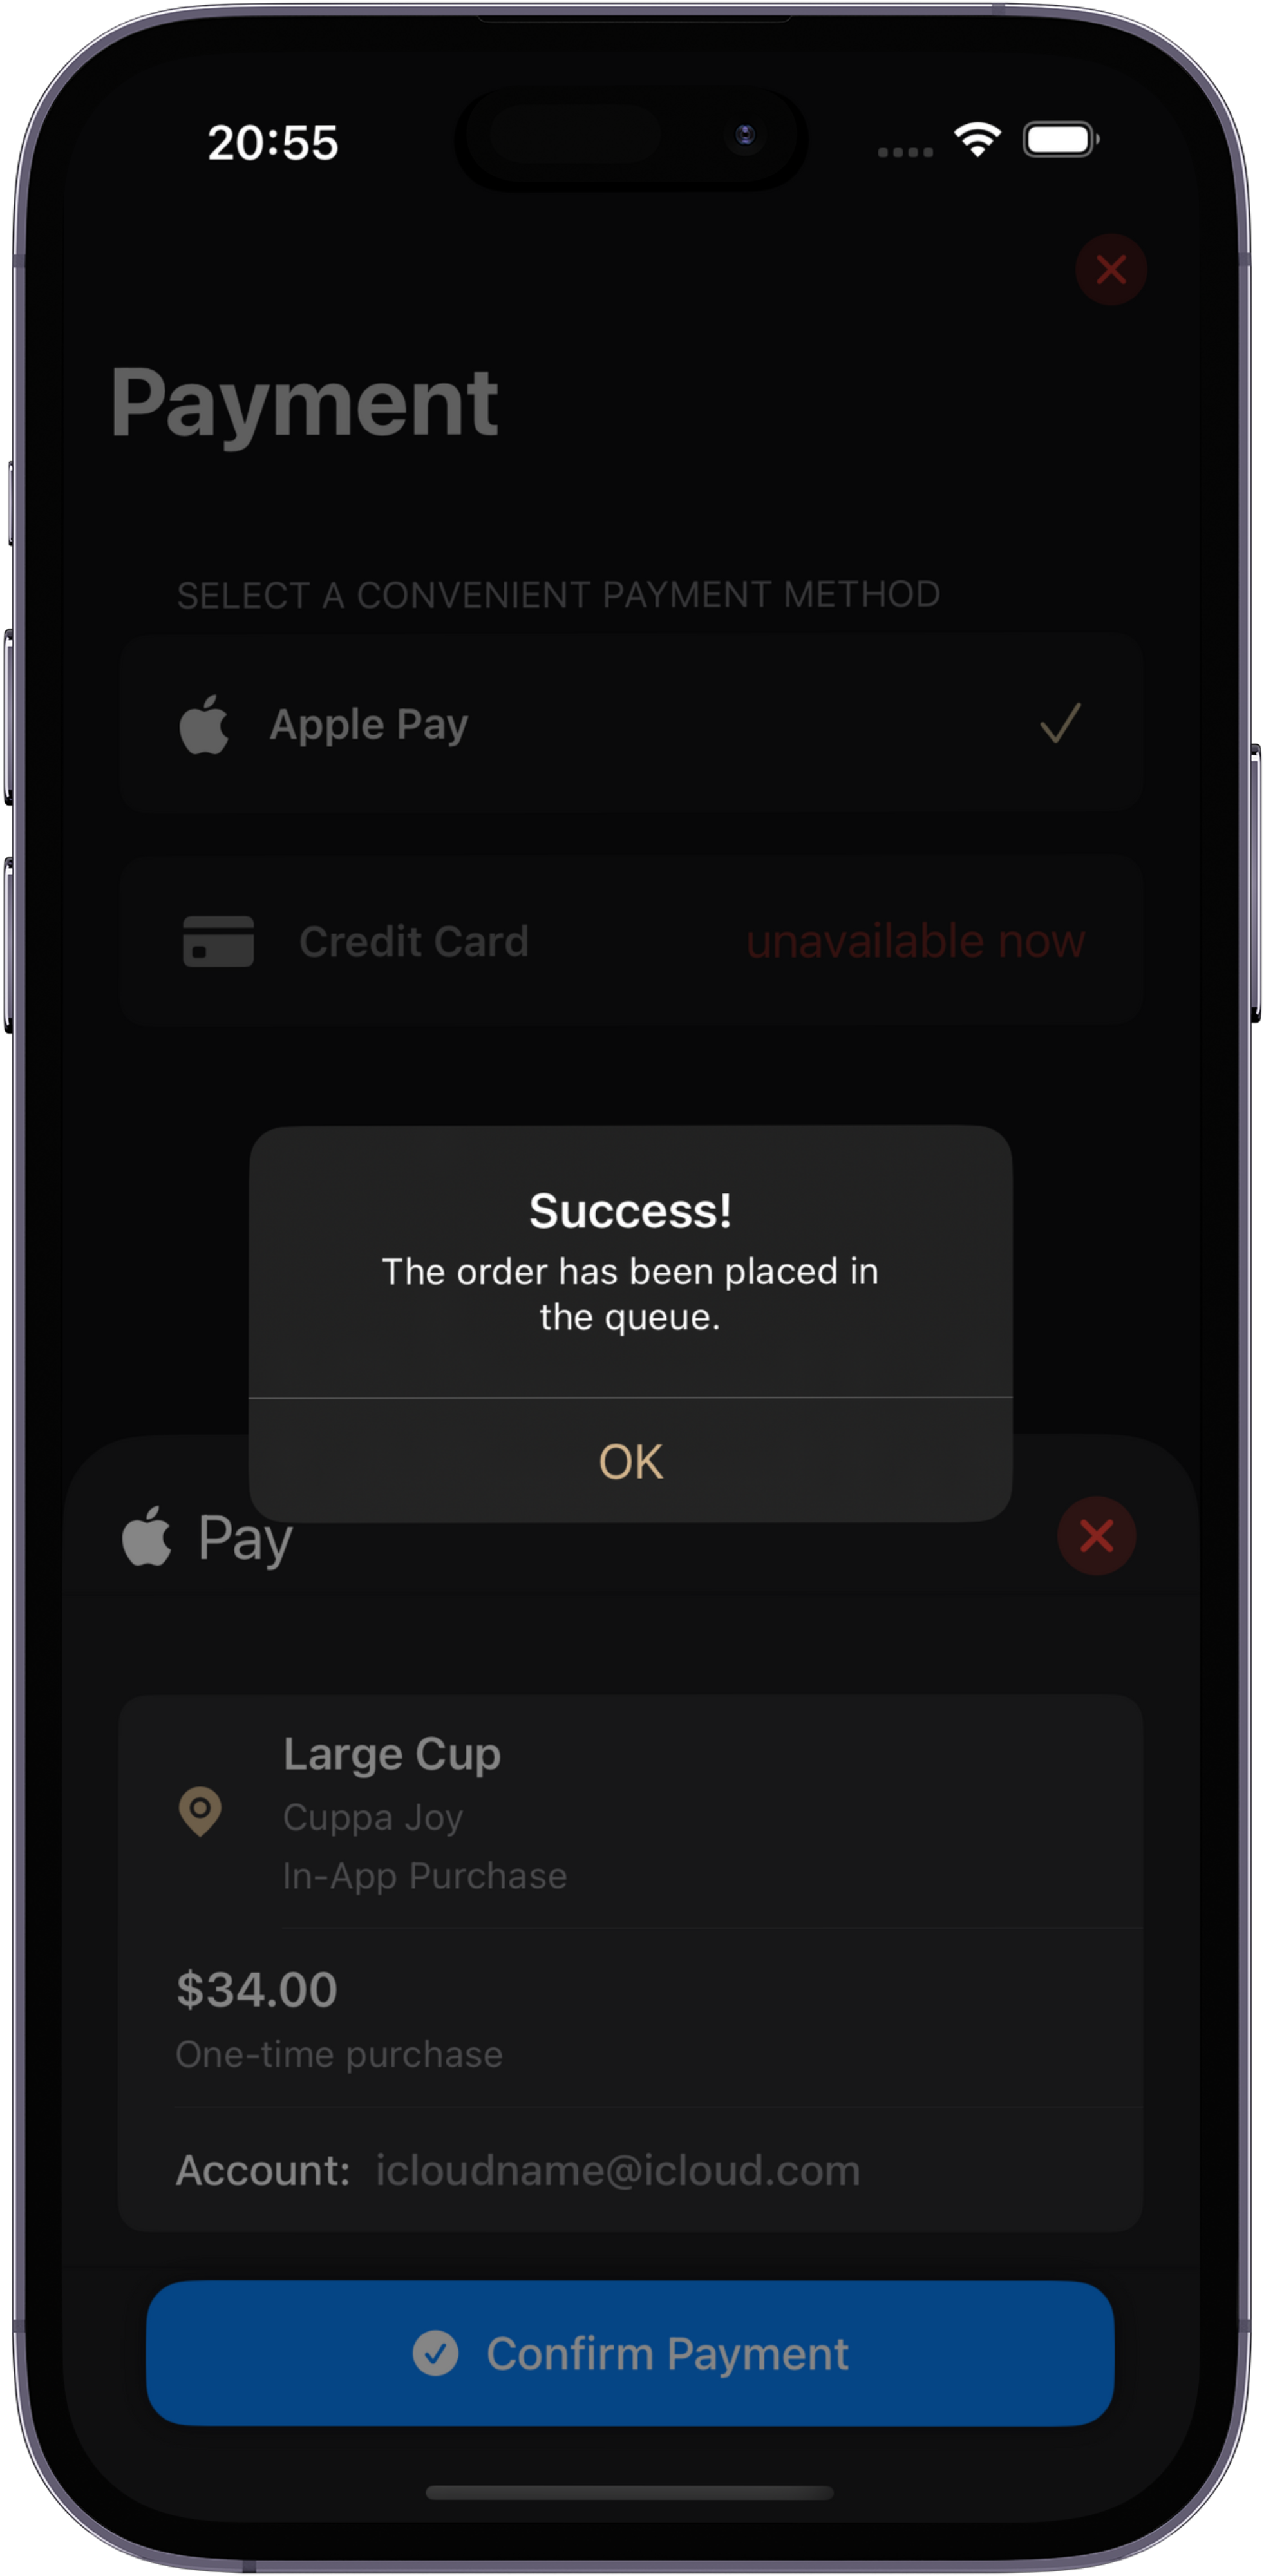 20:55
Payment
SELECT A CONVENIENT PAYMENT METHOD
Apple Pay
Credit Card unavailable now
Success!
The order has been placed in
the queue.
OK
Pay
Large Cup
Cuppa Joy
In-App Purchase
$34.00
One-time purchase
Account: icloudname@icloud.com
Confirm Payment